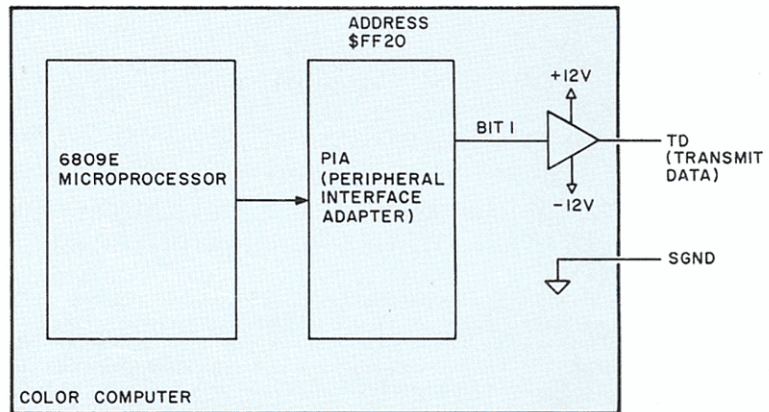 ADDRESS
$FF20
+12V
BIT 1
TD
(TRANSMIT
DATA)
6809E
MICROPROCESSOR
PIA
(PERIPHERAL
INTERFACE
ADAPTER)
-12V
SGND
COLOR COMPUTER